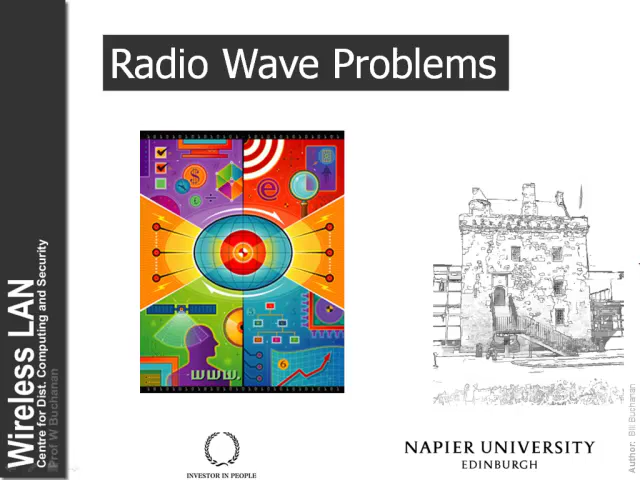 Radio Wave Problems
$
e
www.
6
Wireless LAN
Centre for Dist. Computing and Security
Prof W Buchanan
INVESTOR IN PEOPLE
NAPIER UNIVERSITY
EDINBURGH
Author: Bill Buchanan